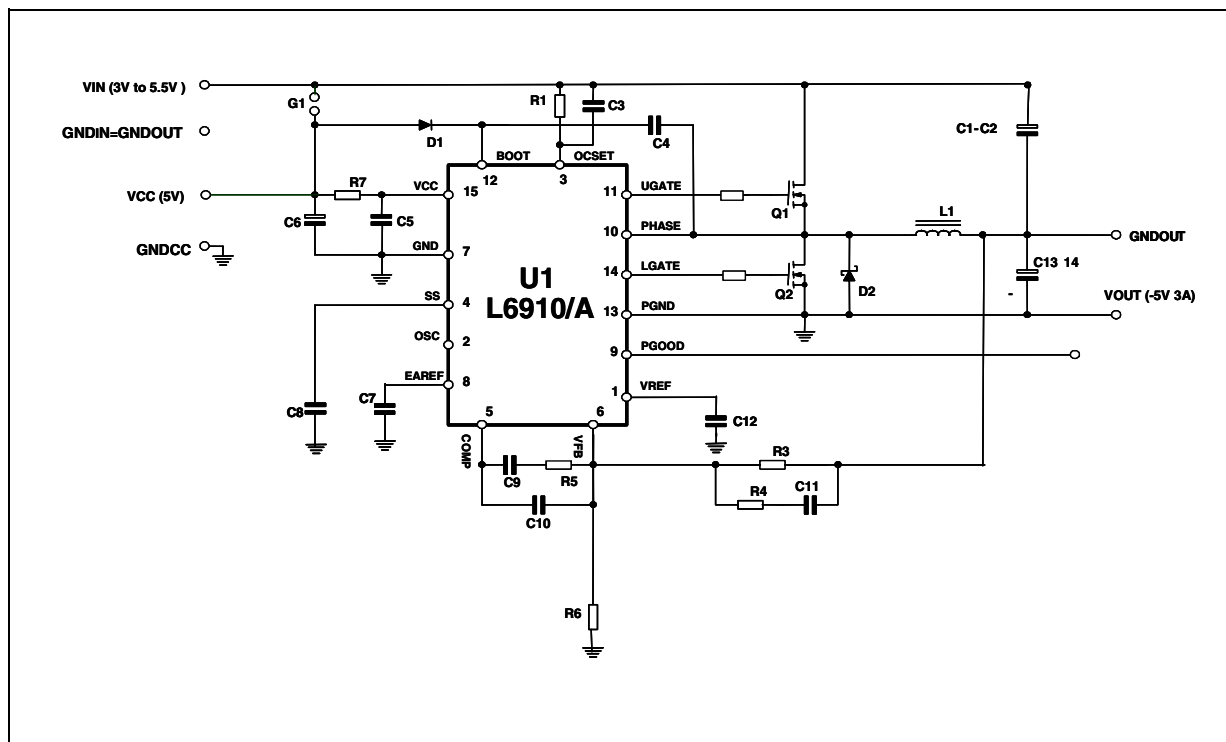 VIN (3V to 5.5V )
G1
R1
C3
C1-C2
GNDIN=GNDOUT
D1
C4
BOOT
OCSET
12
3
VCC (5V)
R7
VCC
15
11
UGATE
Q1
L1
C6
C5
10
PHASE
GNDOUT
GNDCC
GND
7
U1
L6910/A
14
LGATE
Q2
D2
C13 14
-
VOUT (-5V 3A)
SS
4
13
PGND
OSC
2
9
PGOOD
EAREF
8
1
VREF
C8
C7
5
6
C12
COMP
VFB
C9
R5
R3
R4
C11
C10
R6